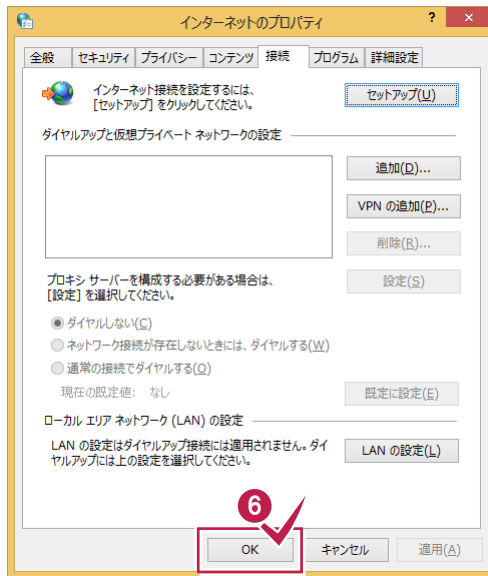 インターネットのプロパティ
?
×
全般 セキュリティ プライバシー コンテンツ 接続 プログラム 詳細設定
インターネット接続を設定するには、
[セットアップ] をクリックしてください。
セットアップ(U)
ダイヤルアップと仮想プライベート ネットワークの設定
追加(D)...
VPN の追加(P)...
削除(R)...
プロキシ サーバーを構成する必要がある場合は、
[設定] を選択してください。
設定(S)
ダイヤルしない(C)
ネットワーク接続が存在しないときには、ダイヤルする(W)
通常の接続でダイヤルする(O)
現在の既定値: なし
既定に設定(E)
ローカル エリア ネットワーク (LAN) の設定
LAN の設定はダイヤルアップ接続には適用されません。ダイ
ヤルアップには上の設定を選択してください。
LAN の設定(L)
6
OK キャンセル 適用(A)